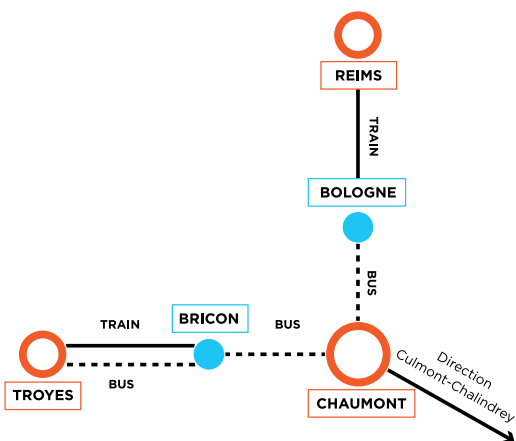 REIMS
TRAIN
BOLOGNE
BUS
BRICON
TRAIN
BUS
BUS
TROYES
CHAUMONT
Direction
Culmont-Chalindrey